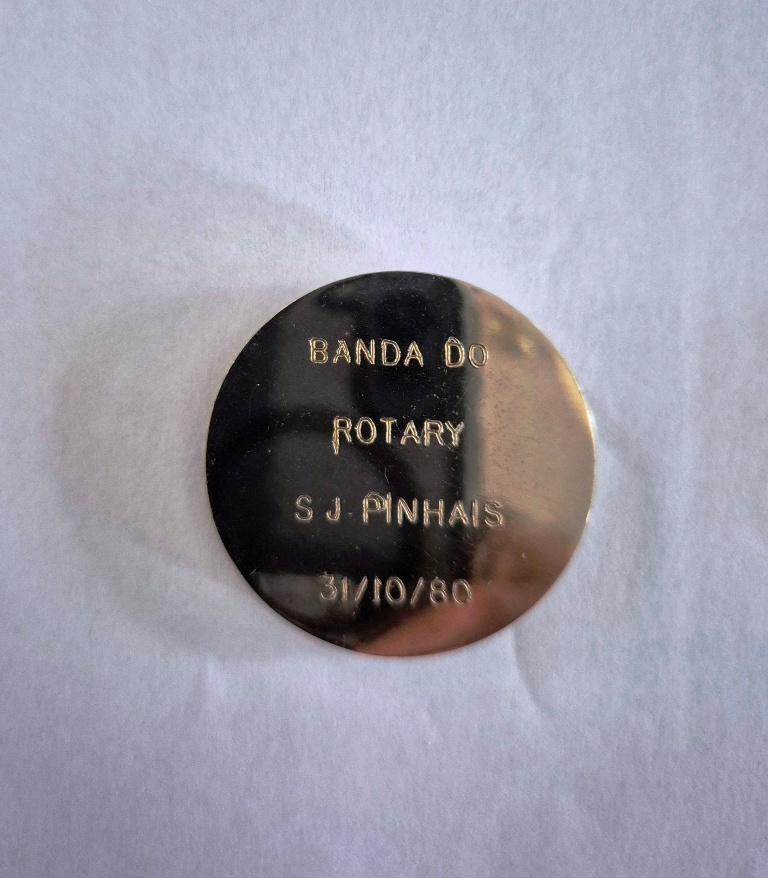 BANDA DO
ROTARY
S J. PINHAIS
31/10/80